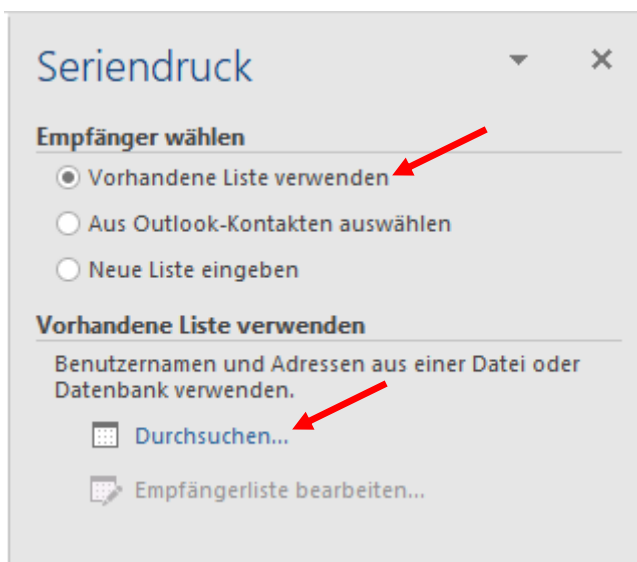 Seriendruck
Empfänger wählen
Vorhandene Liste verwenden
Aus Outlook-Kontakten auswählen
Neue Liste eingeben
Vorhandene Liste verwenden
Benutzernamen und Adressen aus einer Datei oder
Datenbank verwenden.
Durchsuchen...
Empfängerliste bearbeiten...